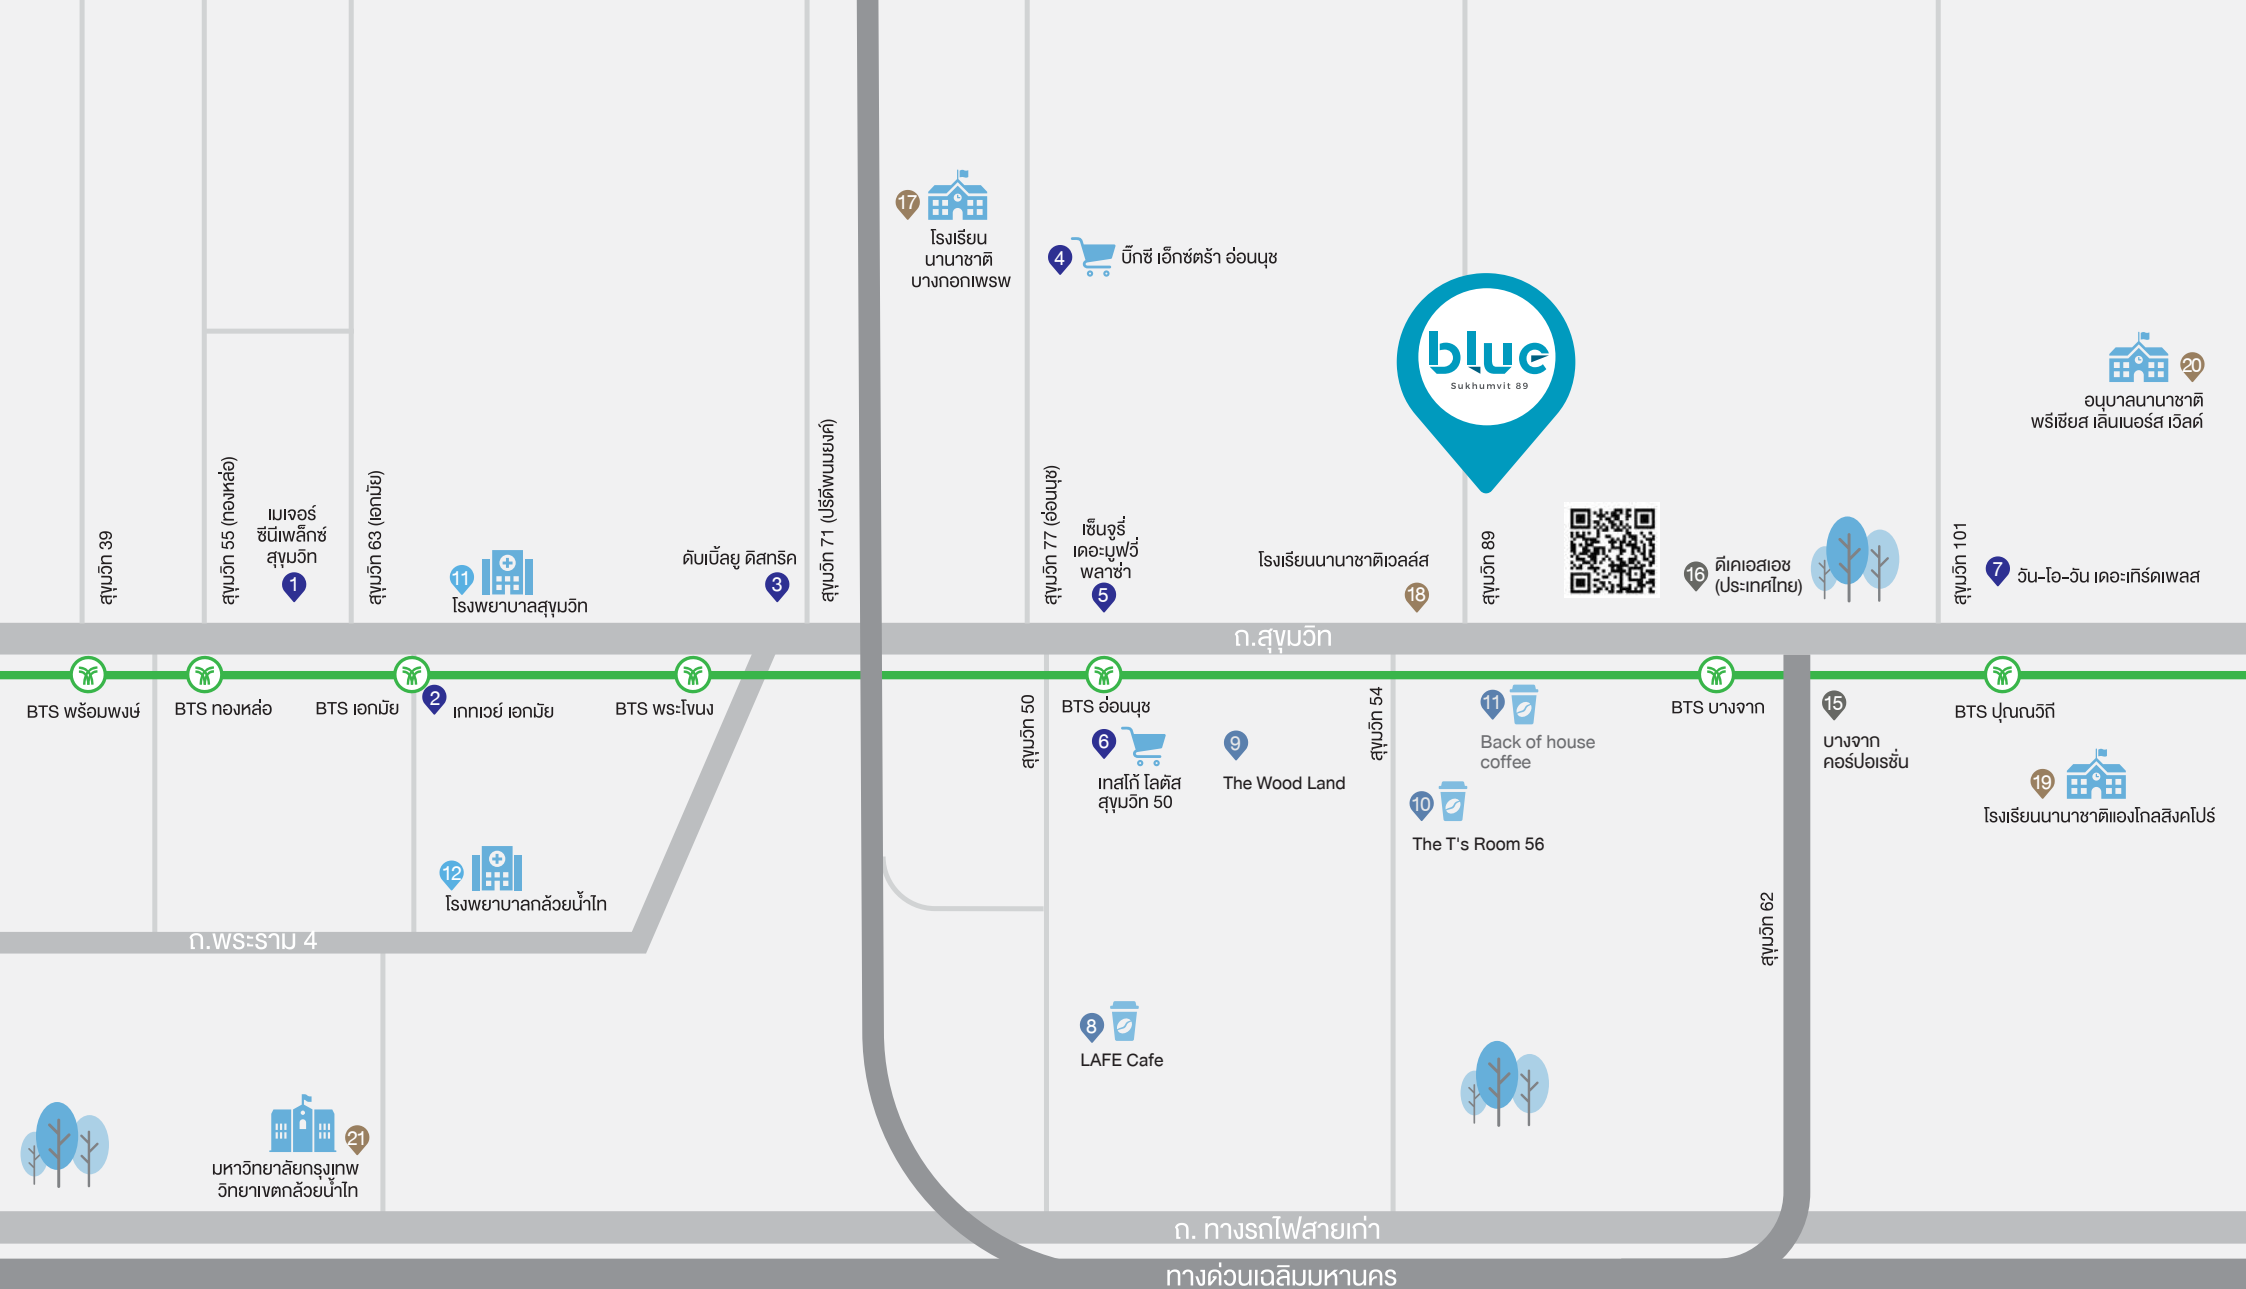 17
โรงเรียน
นานาชาติ
บางกอกเพรพ
4
บิ๊กซี เอ็กซ์ตร้า อ่อนนุช
blue
Sukhumvit 89
20
อนุบาลนานาชาติ
พรีเชียส เลินเนอร์ส เวิลด์
สุขุมวิท 39
สุขุมวิท 55 (ทองหล่อ)
เมเจอร์
ซีนีเพล็กซ์
สุขุมวิท
1
สุขุมวิท 63 (เอกมัย)
11
โรงพยาบาลสุขุมวิท
ดับเบิ้ลยู ดิสทริค
3
สุขุมวิท 71 (ปรีดีพนมยงค์)
สุขุมวิท 77 (อ่อนนุช)
เซ็นจูรี่
เดอะมูฟวี่
พลาซ่า
5
โรงเรียนนานาชาติเวลล์ส
18
สุขุมวิท 89
16
ดีเคเอสเอช
(ประเทศไทย)
สุขุมวิท 101
7
วัน-โอ-วัน เดอะเทิร์ดเพลส
ถ.สุขุมวิท
BTS พร้อมพงษ์
BTS ทองหล่อ
BTS เอกมัย
2
เกทเวย์ เอกมัย
BTS พระโขนง
สุขุมวิท 50
BTS อ่อนนุช
6
เทสโก้ โลตัส
สุขุมวิท 50
9
The Wood Land
สุขุมวิท 54
11
Back of house
coffee
10
The T's Room 56
BTS บางจาก
15
บางจาก
คอร์ปอเรชั่น
BTS ปุณณวิถี
19
โรงเรียนนานาชาติแองโกลสิงคโปร์
12
โรงพยาบาลกล้วยน้ำไท
ถ.พระราม 4
สุขุมวิท 62
8
LAFE Cafe
21
มหาวิทยาลัยกรุงเทพ
วิทยาเขตกล้วยน้ำไท
ถ. ทางรถไฟสายเก่า
ทางด่วนเฉลิมมหานคร